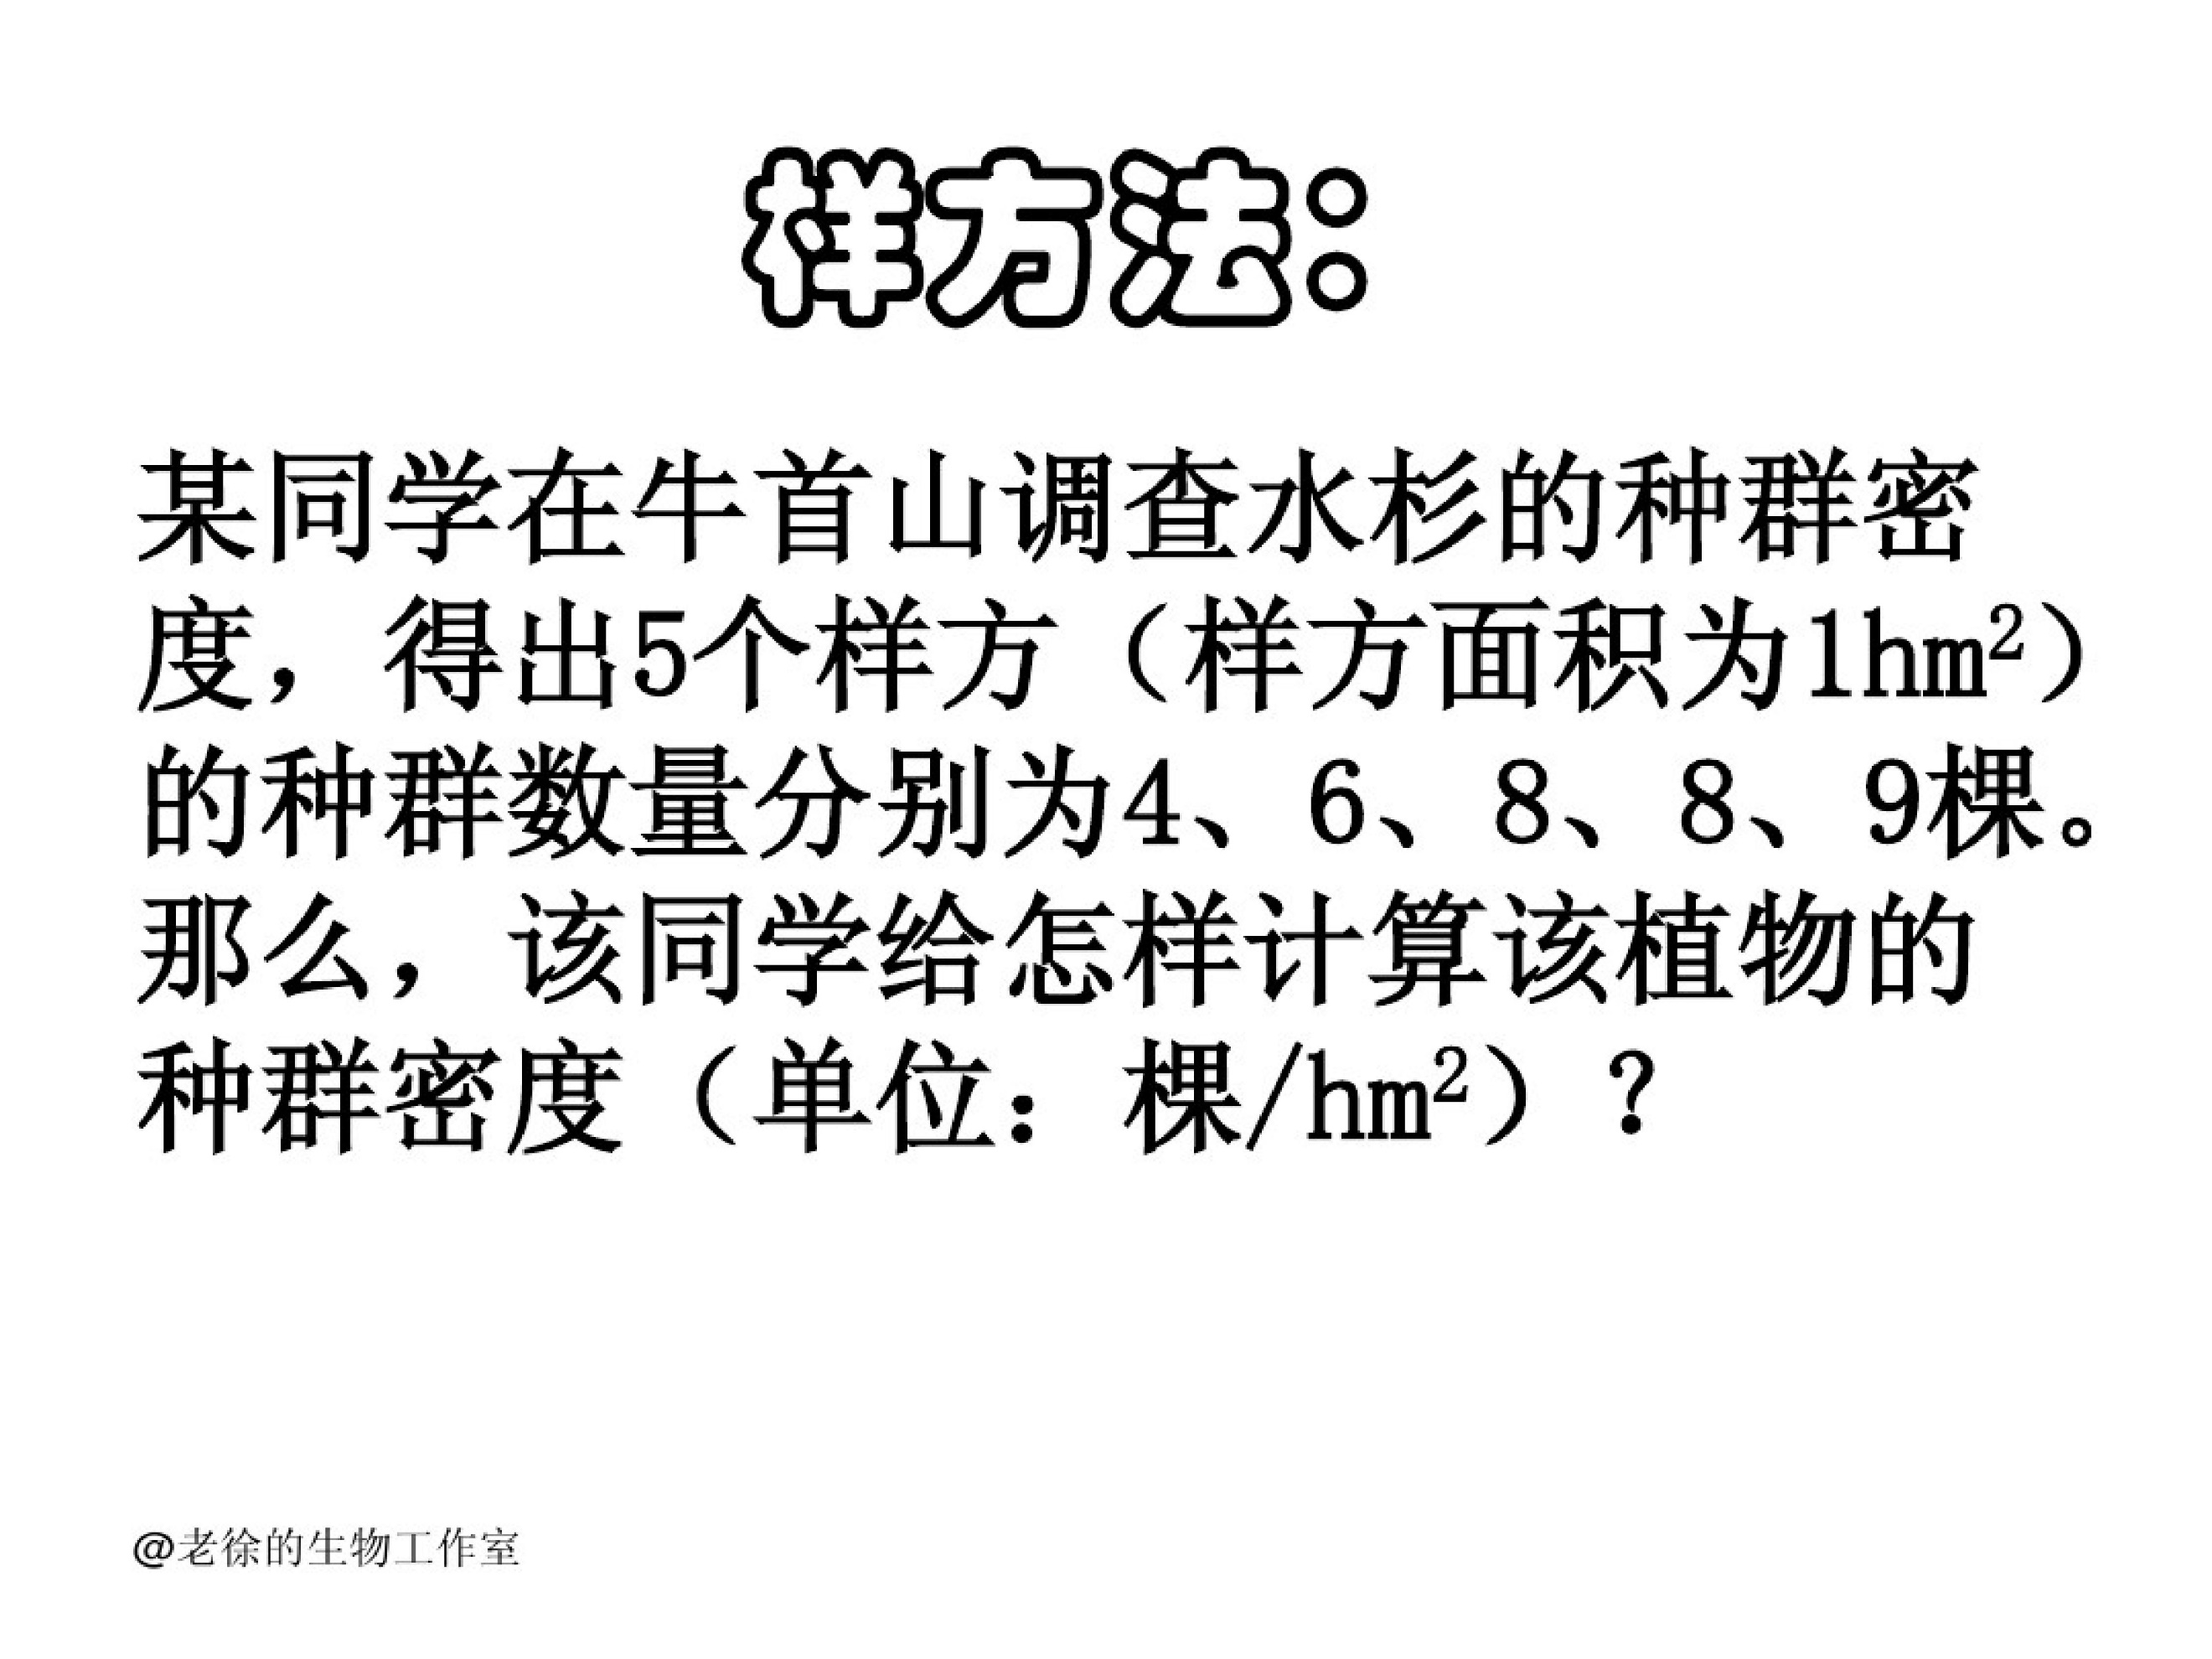 样方法：
某同学在牛首山调查水杉的种群密
度，得出5个样方（样方面积为1hm²）
的种群数量分别为4、6、8、8、9棵。
那么，该同学给怎样计算该植物的
种群密度（单位：棵/hm²）？
@老徐的生物工作室